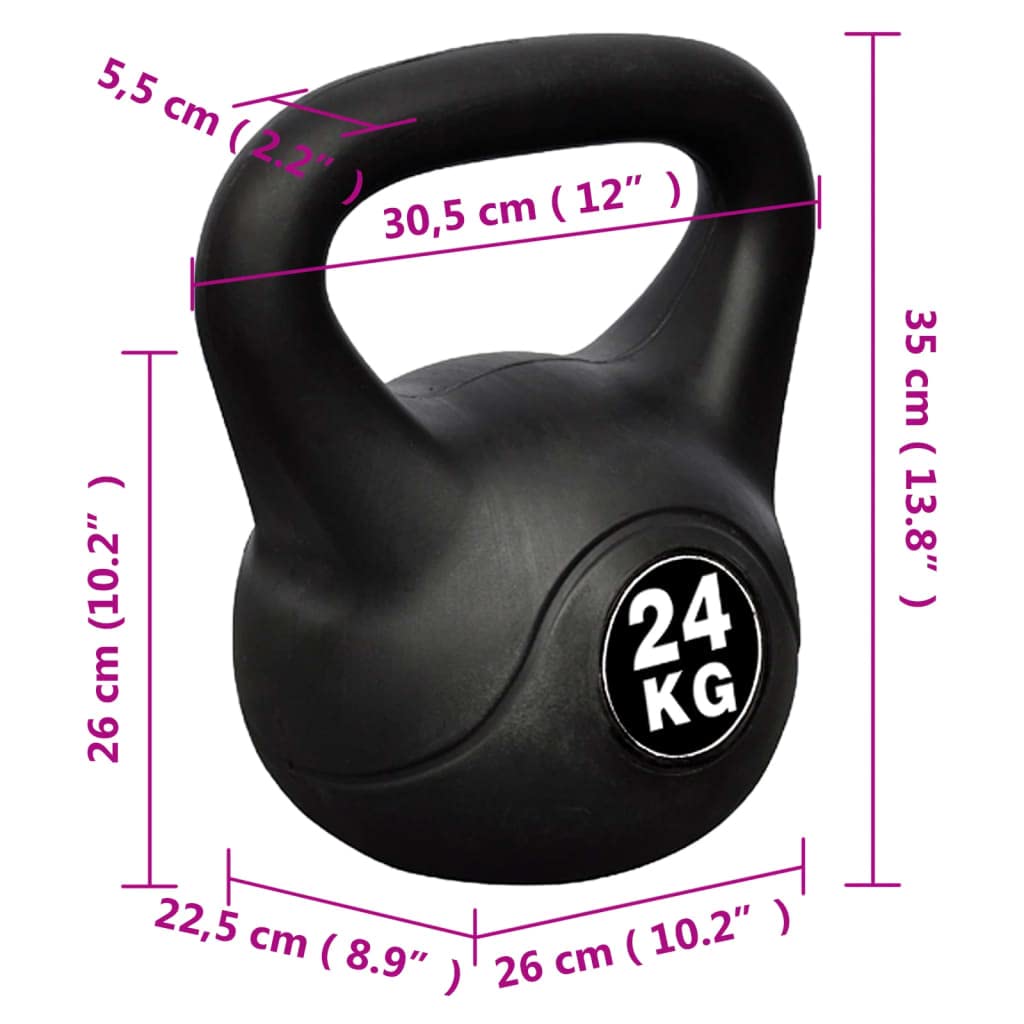 5,5 cm ( 2.2″ )
30,5 cm ( 12″ )
35 cm ( 13.8″ )
26 cm (10.2″ )
24
KG
22,5 cm ( 8.9″ )
26 cm ( 10.2″ )